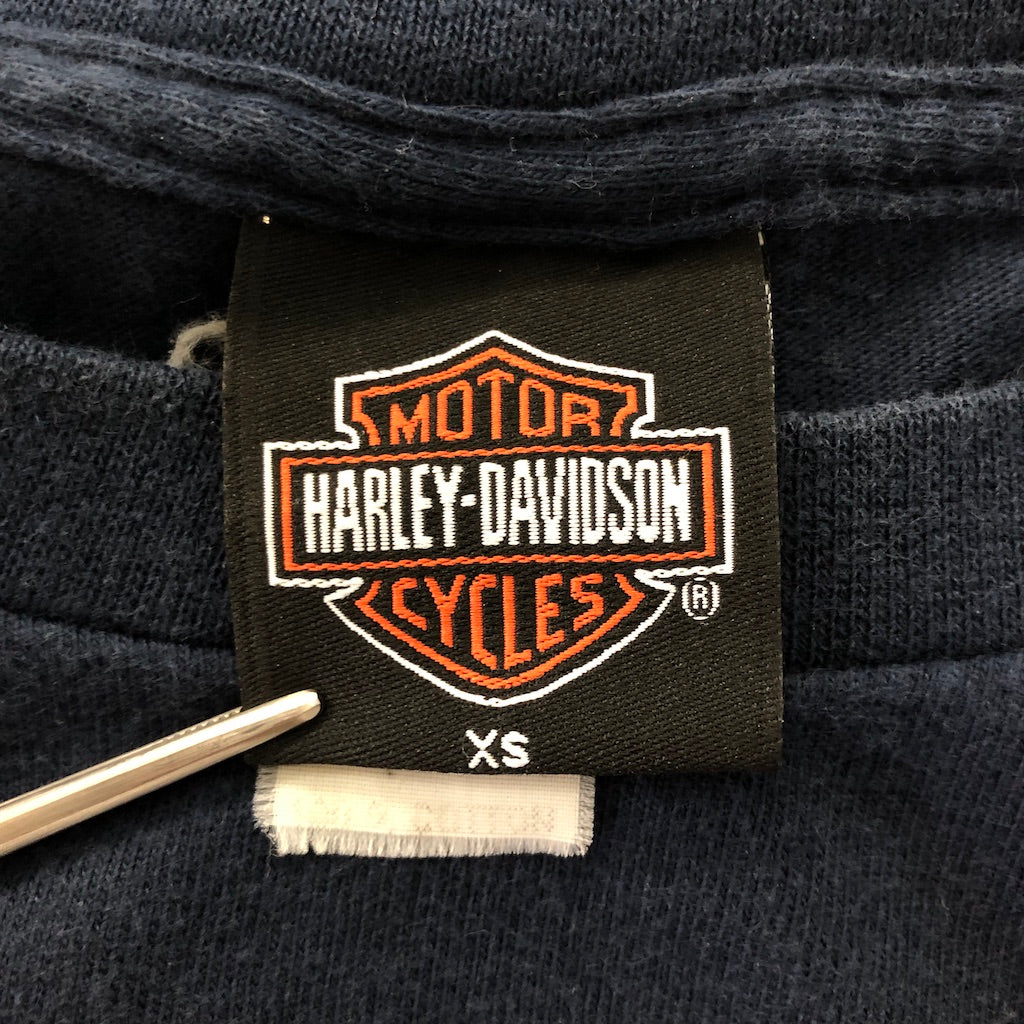 MOTOR
HARLEY-DAVIDSON
CYCLES
®
XS